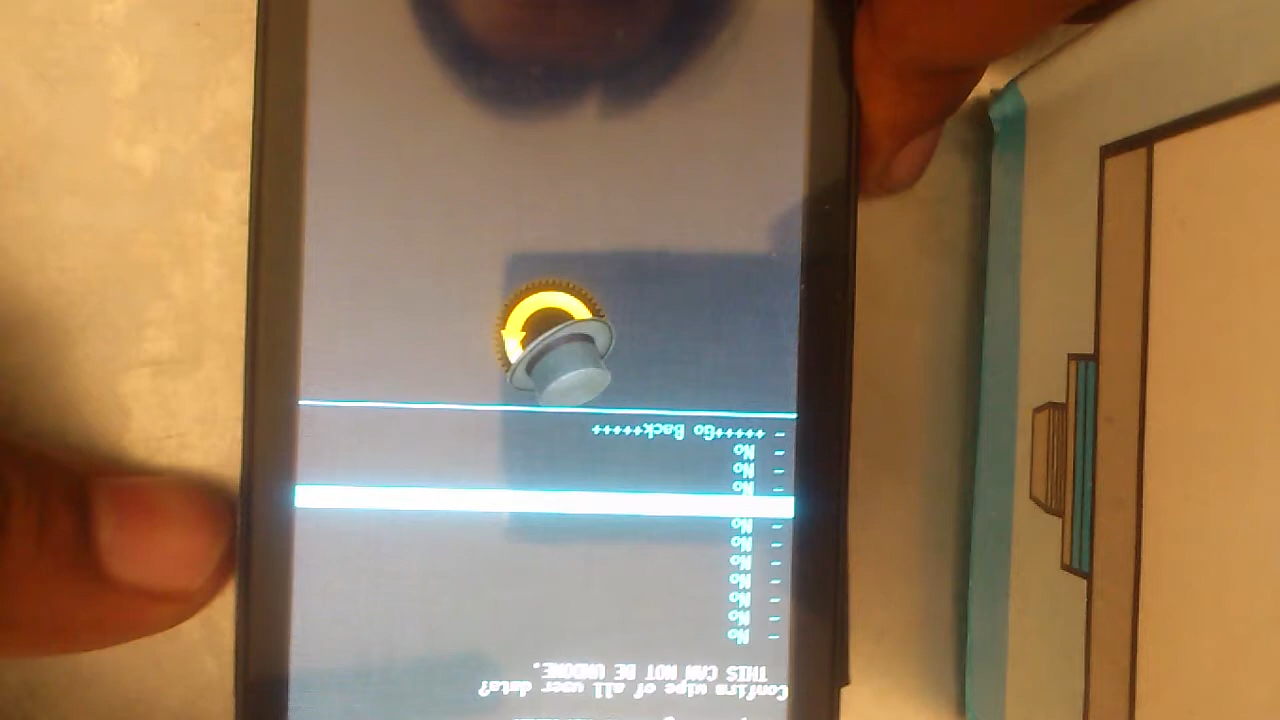 Confirm wipe of all user data?
THIS CAN NOT BE UNDONE.
- No
- No
- No
- No
- No
- No
- No
- No
- No
- No
- +++++Go Back+++++